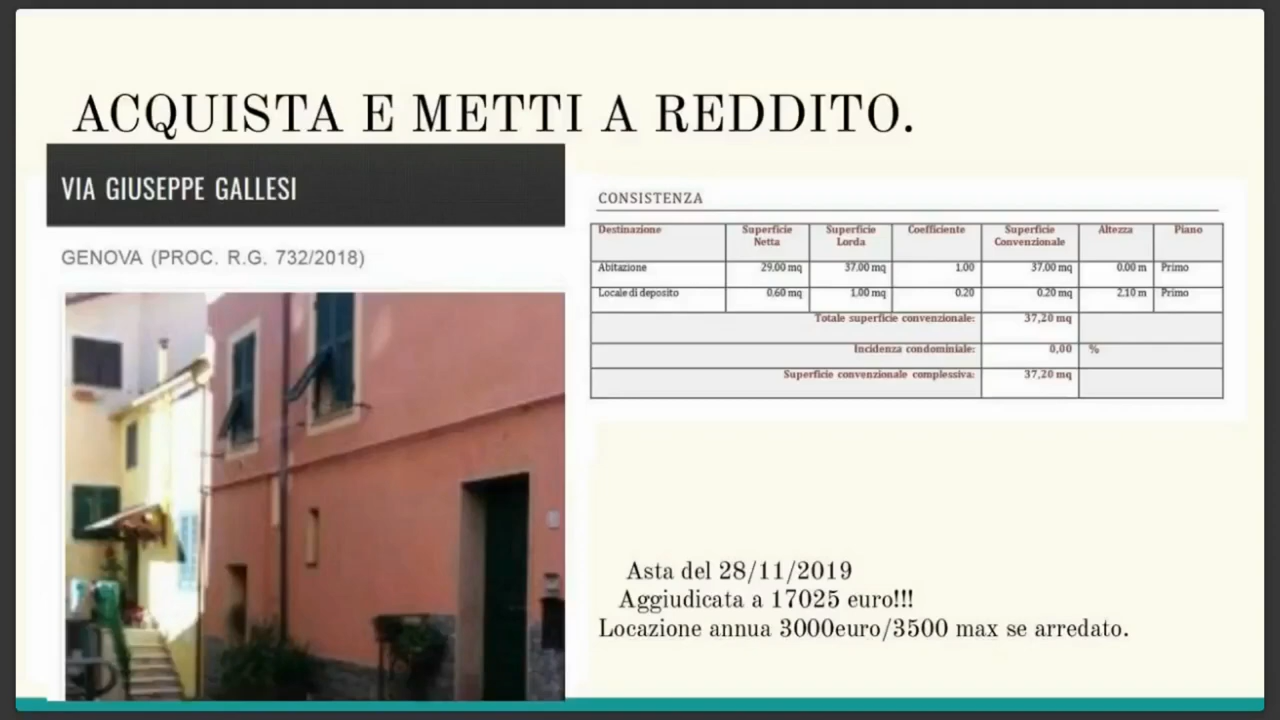 ACQUISTA E METTI A REDDITO.
VIA GIUSEPPE GALLESI
GENOVA (PROC. R.G. 732/2018)
CONSISTENZA
Destinazione Superficie Netta Superficie Lorda Coefficiente Superficie Convenzionale Altezza Piano
Abitazione 29,00 mq 37,00 mq 1,00 37,00 mq 0,00 m Primo
Locale di deposito 0,60 mq 1,00 mq 0,20 0,20 mq 2,10 m Primo
Totale superficie convenzionale: 37,20 mq
Incidenza condominiale: 0,00 %
Superficie convenzionale complessiva: 37,20 mq
Asta del 28/11/2019
Aggiudicata a 17025 euro!!!
Locazione annua 3000euro/3500 max se arredato.